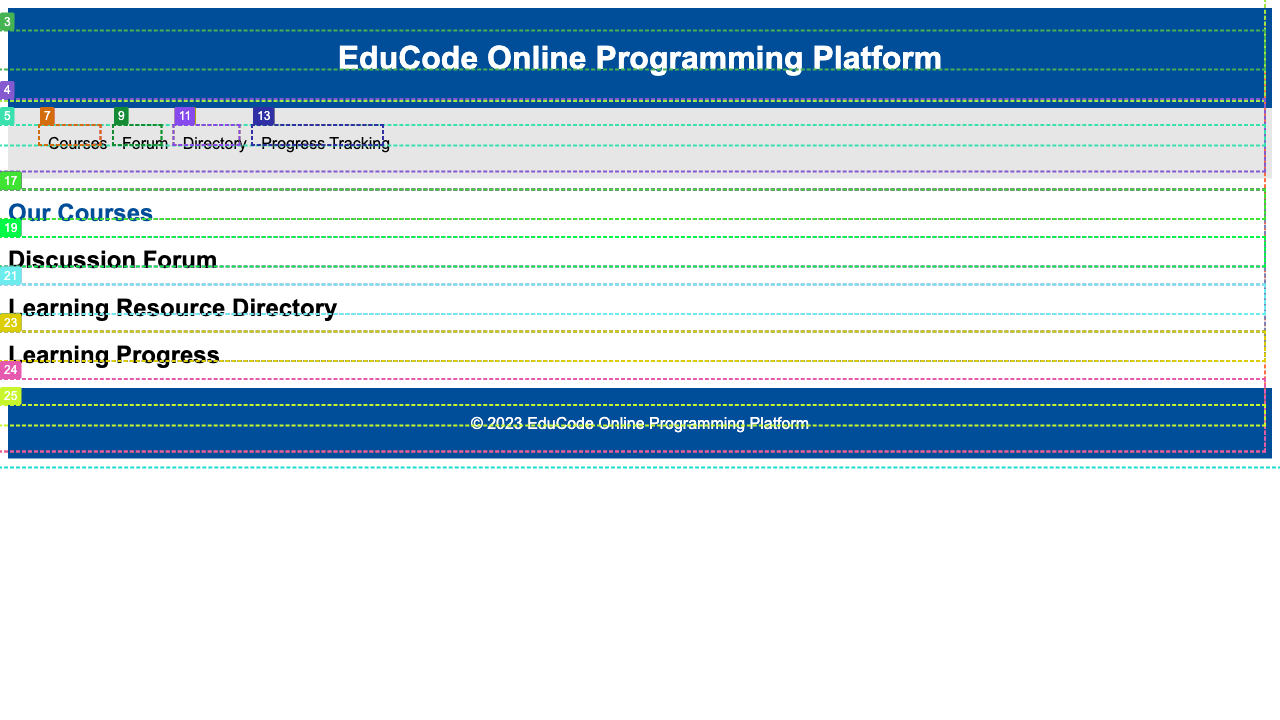 3
EduCode Online Programming Platform
4
5 7 9 11 13
Courses Forum Directory Progress Tracking
17
Our Courses
19
Discussion Forum
21
Learning Resource Directory
23
Learning Progress
24
25
© 2023 EduCode Online Programming Platform